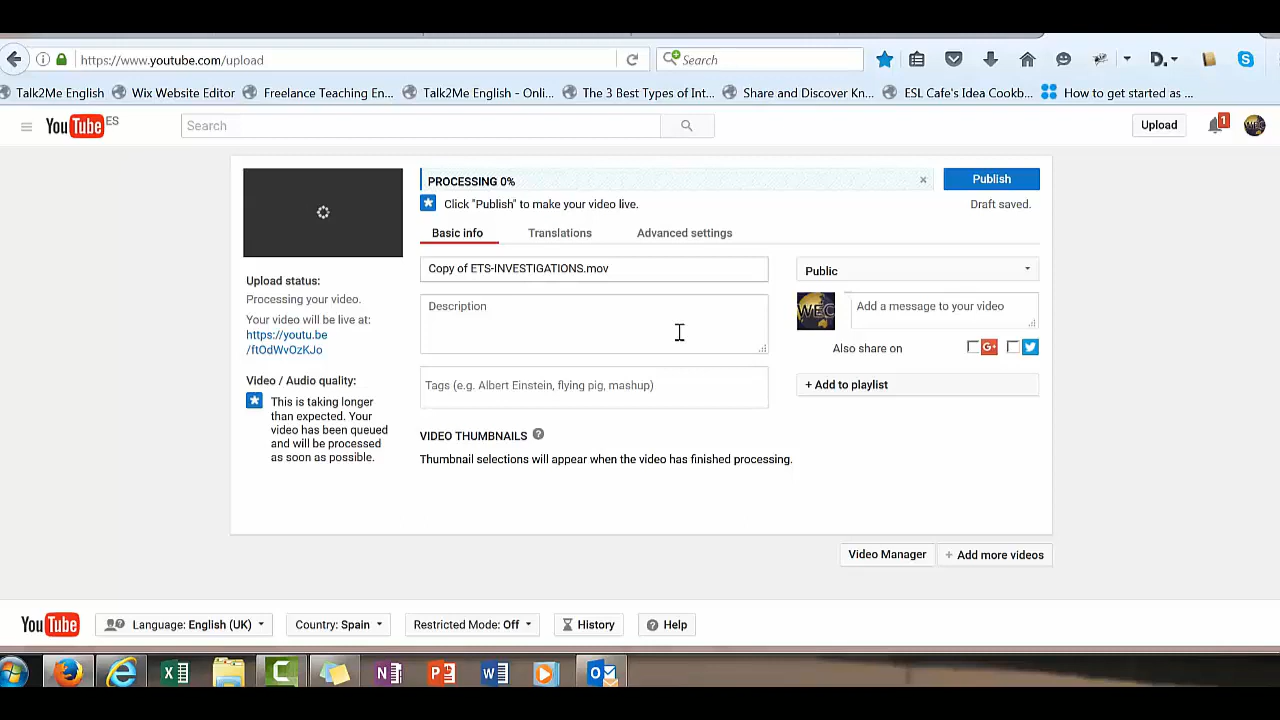 https://www.youtube.com/upload
Search
Talk2Me English
Wix Website Editor
Freelance Teaching En...
Talk2Me English - Onli...
The 3 Best Types of Int...
Share and Discover Kn...
ESL Cafe's Idea Cookb...
How to get started as ...
YouTube ES
Search
Upload
1
WEC
PROCESSING 0%
Publish
Click "Publish" to make your video live.
Draft saved.
Basic info
Translations
Advanced settings
Copy of ETS-INVESTIGATIONS.mov
Public
Upload status:
Processing your video.
Your video will be live at:
https://youtu.be
/ftOdWvOzKJo
Description
WEC
Add a message to your video
Also share on
G+
Video / Audio quality:
This is taking longer
than expected. Your
video has been queued
and will be processed
as soon as possible.
Tags (e.g. Albert Einstein, flying pig, mashup)
+ Add to playlist
VIDEO THUMBNAILS
Thumbnail selections will appear when the video has finished processing.
Video Manager
+ Add more videos
YouTube
Language: English (UK)
Country: Spain
Restricted Mode: Off
History
Help